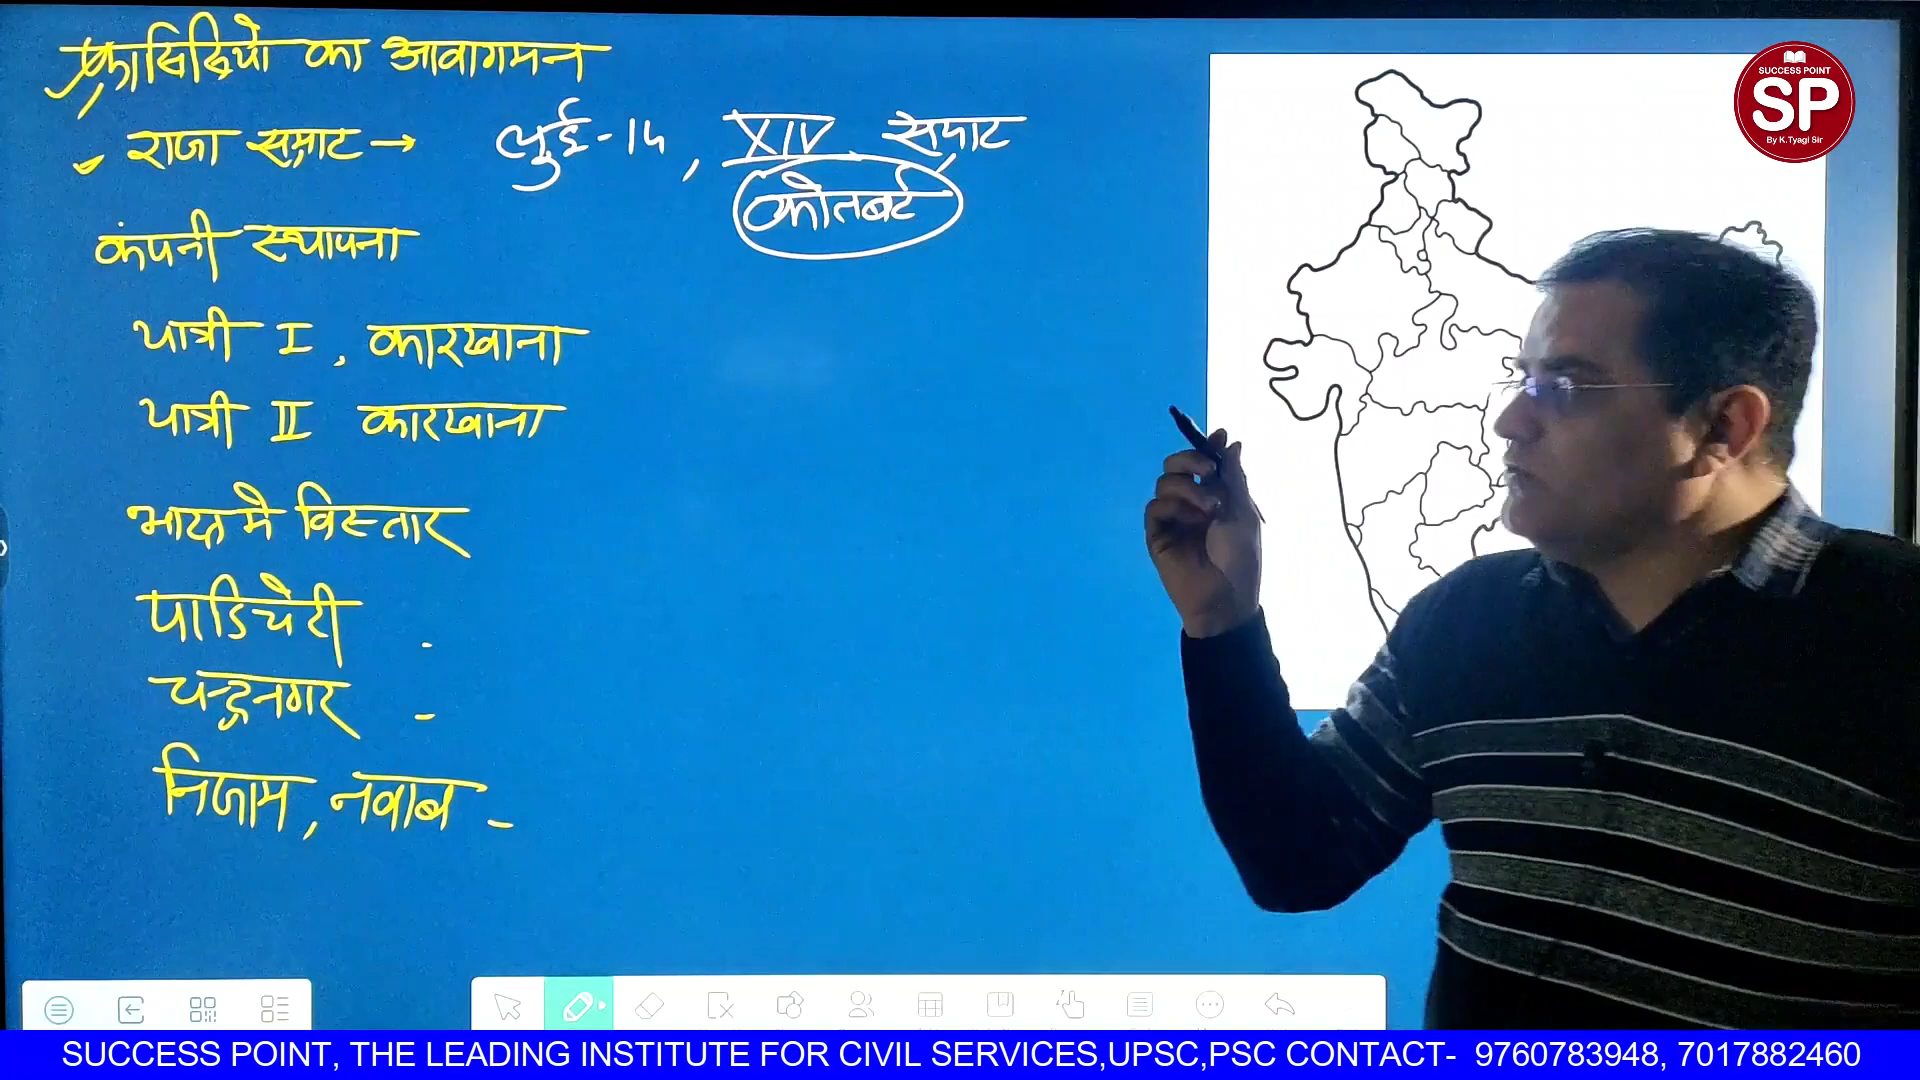 फ्रांसिसियो का आवागमन
राजा सम्राट → लुई-14, XIV सम्राट
कोलबर्ट
कंपनी स्थापना
यात्री I, कारखाना
यात्री II कारखाना
भारत मे विस्तार
पाडिचेरी
चन्द्रनगर -
निजाम, नवाब -
SUCCESS POINT
SP
By K.Tyagi Sir
SUCCESS POINT, THE LEADING INSTITUTE FOR CIVIL SERVICES,UPSC,PSC CONTACT- 9760783948, 7017882460